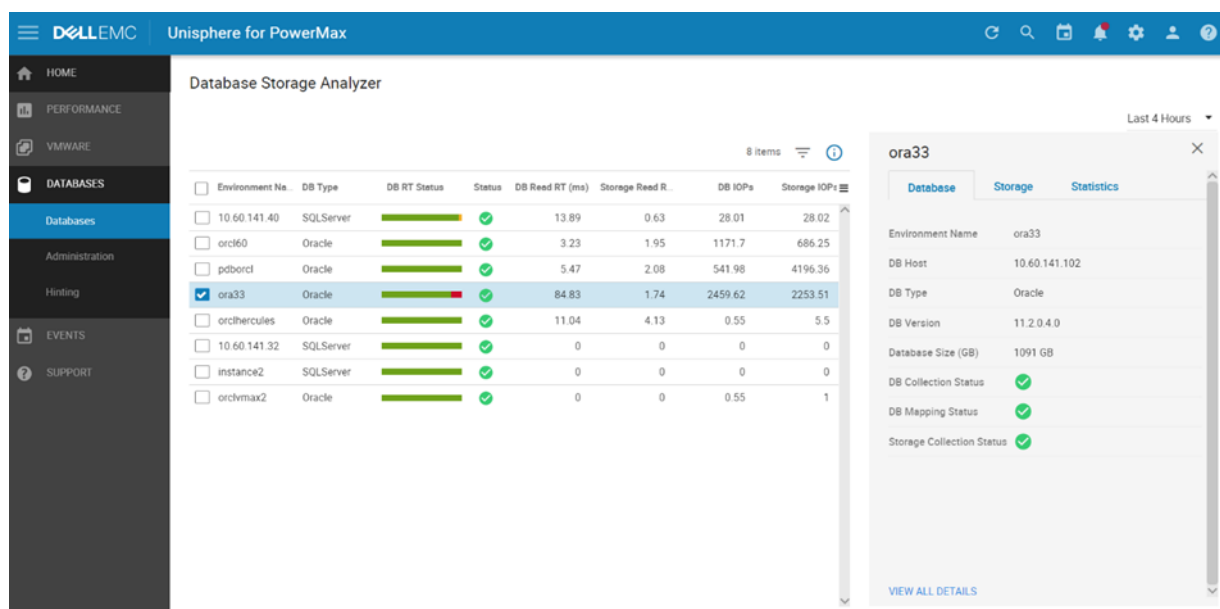 DELLEMC Unisphere for PowerMax
HOME
PERFORMANCE
VMWARE
DATABASES
Databases
Administration
Hinting
EVENTS
SUPPORT
Database Storage Analyzer
Last 4 Hours
8 items
Environment Na... DB Type DB RT Status Status DB Read RT (ms) Storage Read R... DB IOPs Storage IOPs
10.60.141.40 SQLServer 13.89 0.63 28.01 28.02
orcl60 Oracle 3.23 1.95 1171.7 686.25
pdborcl Oracle 5.47 2.08 541.98 4196.36
ora33 Oracle 84.83 1.74 2459.62 2253.51
orclhercules Oracle 11.04 4.13 0.55 5.5
10.60.141.32 SQLServer 0 0 0 0
instance2 SQLServer 0 0 0 0
orclvmax2 Oracle 0 0 0.55 1
ora33
Database Storage Statistics
Environment Name ora33
DB Host 10.60.141.102
DB Type Oracle
DB Version 11.2.0.4.0
Database Size (GB) 1091 GB
DB Collection Status
DB Mapping Status
Storage Collection Status
VIEW ALL DETAILS